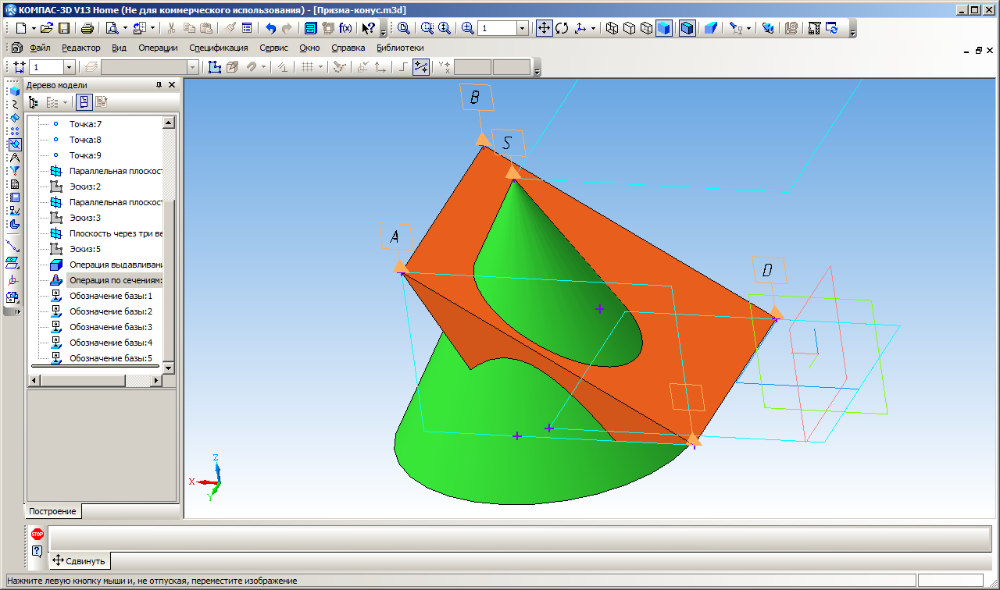 КОМПАС-3D V13 Home (Не для коммерческого использования) - [Призма-конус.m3d]
1
f(x)
Файл Редактор Вид Операции Спецификация Сервис Окно Справка Библиотеки
1
Дерево модели
Точка:7
Точка:8
Точка:9
Параллельная плоскост
Эскиз:2
Параллельная плоскост
Эскиз:3
Плоскость через три ве
Эскиз:5
Операция выдавливани
Операция по сечениям:
Обозначение базы:1
Обозначение базы:2
Обозначение базы:3
Обозначение базы:4
Обозначение базы:5
Построение
B
S
A
D
Z
X
Y
STOP
Сдвинуть
Нажмите левую кнопку мыши и, не отпуская, переместите изображение